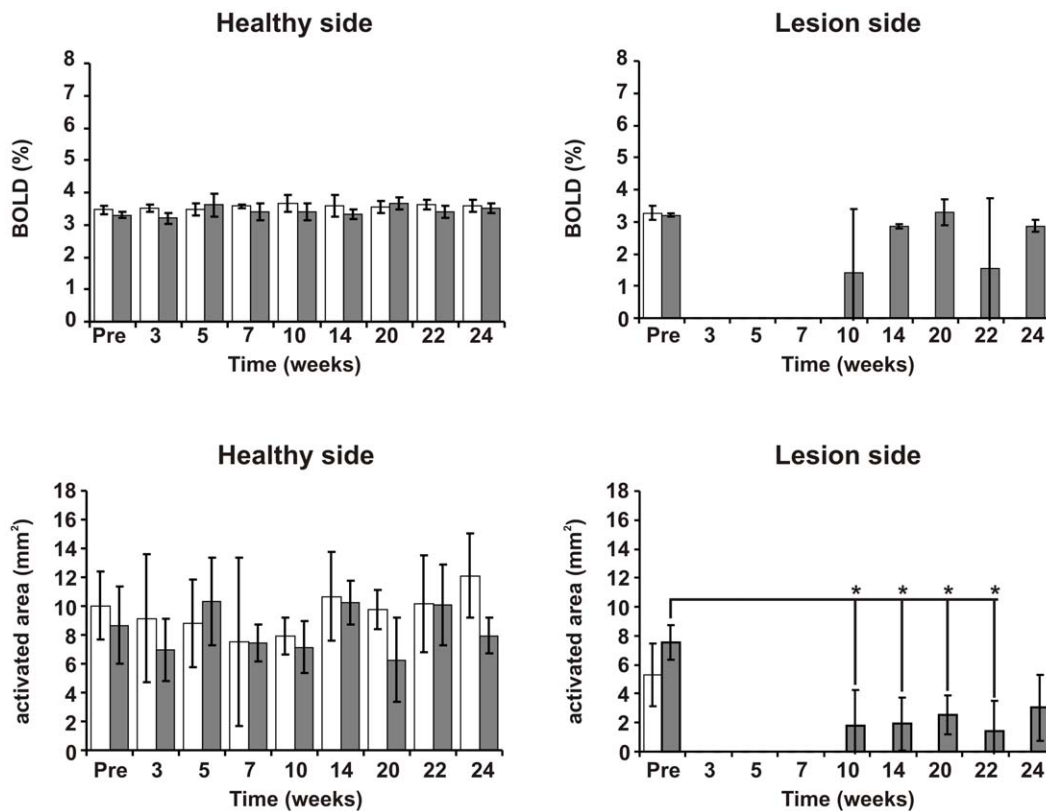 Healthy side
BOLD (%)
8
7
6
5
4
3
2
1
0
Pre 3 5 7 10 14 20 22 24
Time (weeks)
Lesion side
BOLD (%)
8
7
6
5
4
3
2
1
0
Pre 3 5 7 10 14 20 22 24
Time (weeks)
Healthy side
activated area (mm²)
18
16
14
12
10
8
6
4
2
0
Pre 3 5 7 10 14 20 22 24
Time (weeks)
Lesion side
activated area (mm²)
18
16
14
12
10
8
6
4
2
0
* * * *
Pre 3 5 7 10 14 20 22 24
Time (weeks)